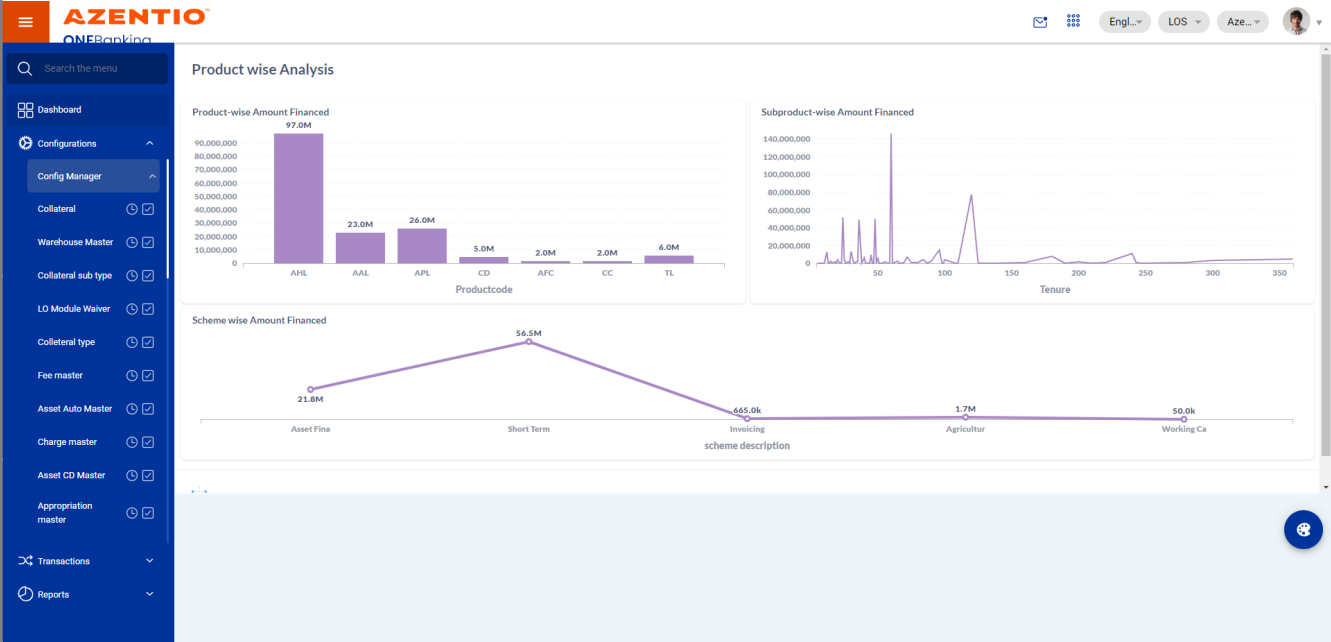 AZENTIO
ONEBanking
Engl...
LOS
Aze...
Search the menu
Dashboard
Configurations
Config Manager
Collateral
Warehouse Master
Collateral sub type
LO Module Waiver
Colleteral type
Fee master
Asset Auto Master
Charge master
Asset CD Master
Appropriation
master
Transactions
Reports
Product wise Analysis
Product-wise Amount Financed
97.0M
90,000,000
80,000,000
70,000,000
60,000,000
50,000,000
40,000,000
30,000,000
20,000,000
10,000,000
0
23.0M
26.0M
5.0M
2.0M
2.0M
6.0M
AHL AAL APL CD AFC CC TL
Productcode
Subproduct-wise Amount Financed
140,000,000
120,000,000
100,000,000
80,000,000
60,000,000
40,000,000
20,000,000
0
50 100 150 200 250 300 350
Tenure
Scheme wise Amount Financed
21.8M
56.5M
665.0k
1.7M
50.0k
Asset Fina Short Term Invoicing Agricultur Working Ca
scheme description